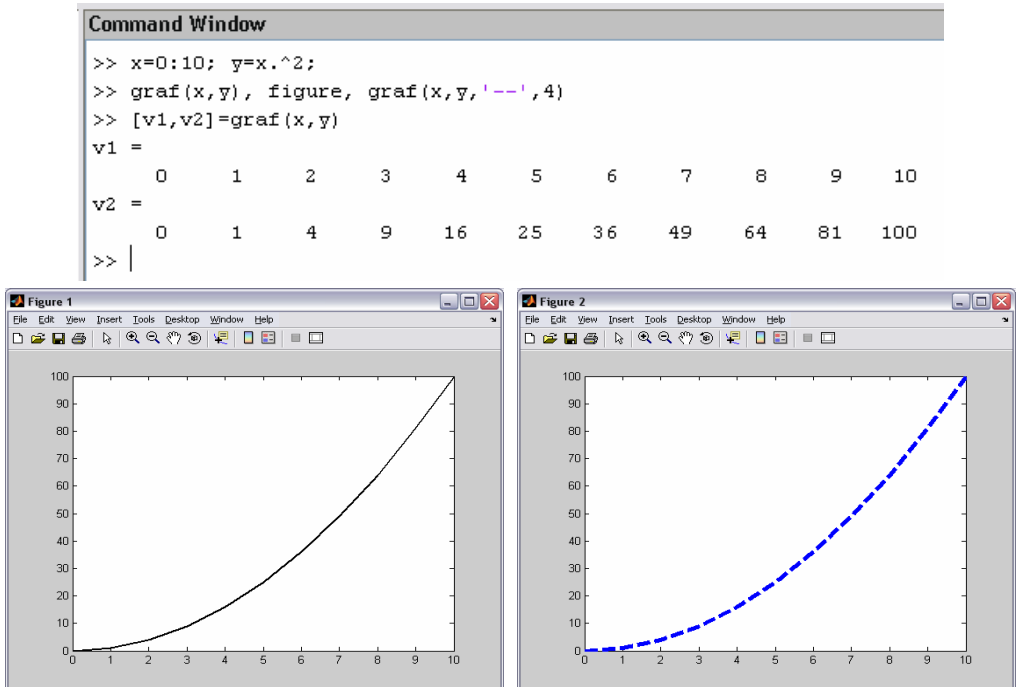 Command Window
>> x=0:10; y=x.^2;
>> graf(x,y), figure, graf(x,y,'--',4)
>> [v1,v2]=graf(x,y)
v1 =
0 1 2 3 4 5 6 7 8 9 10
v2 =
0 1 4 9 16 25 36 49 64 81 100
>>
Figure 1
File Edit View Insert Tools Desktop Window Help
100
90
80
70
60
50
40
30
20
10
0
0 1 2 3 4 5 6 7 8 9 10
Figure 2
File Edit View Insert Tools Desktop Window Help
100
90
80
70
60
50
40
30
20
10
0
0 1 2 3 4 5 6 7 8 9 10